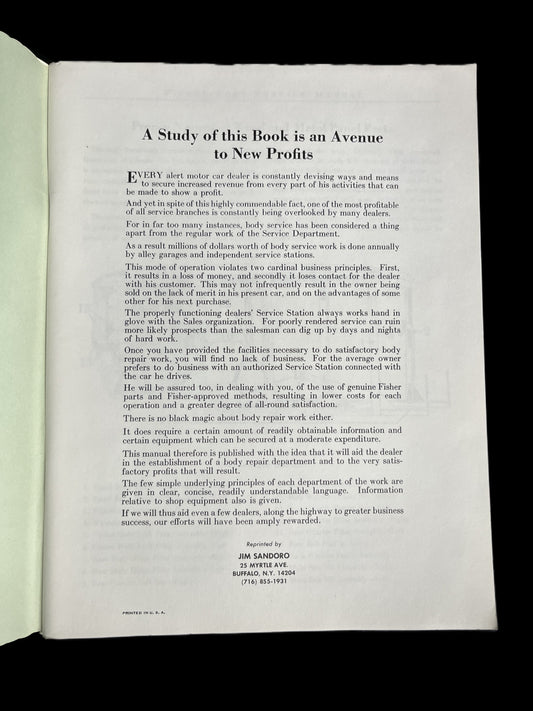 A Study of this Book is an Avenue
to New Profits
EVERY alert motor car dealer is constantly devising ways and means
to secure increased revenue from every part of his activities that can
be made to show a profit.
And yet in spite of this highly commendable fact, one of the most profitable
of all service branches is constantly being overlooked by many dealers.
For in far too many instances, body service has been considered a thing
apart from the regular work of the Service Department.
As a result millions of dollars worth of body service work is done annually
by alley garages and independent service stations.
This mode of operation violates two cardinal business principles. First,
it results in a loss of money, and secondly it loses contact for the dealer
with his customer. This may not infrequently result in the owner being
sold on the lack of merit in his present car, and on the advantages of some
other for his next purchase.
The properly functioning dealers' Service Station always works hand in
glove with the Sales organization. For poorly rendered service can ruin
more likely prospects than the salesman can dig up by days and nights
of hard work.
Once you have provided the facilities necessary to do satisfactory body
repair work, you will find no lack of business. For the average owner
prefers to do business with an authorized Service Station connected with
the car he drives.
He will be assured too, in dealing with you, of the use of genuine Fisher
parts and Fisher-approved methods, resulting in lower costs for each
operation and a greater degree of all-round satisfaction.
There is no black magic about body repair work either.
It does require a certain amount of readily obtainable information and
certain equipment which can be secured at a moderate expenditure.
This manual therefore is published with the idea that it will aid the dealer
in the establishment of a body repair department and to the very satis-
factory profits that will result.
The few simple underlying principles of each department of the work are
given in clear, concise, readily understandable language. Information
relative to shop equipment also is given.
If we will thus aid even a few dealers, along the highway to greater business
success, our efforts will have been amply rewarded.
Reprinted by
JIM SANDORO
25 MYRTLE AVE.
BUFFALO, N.Y. 14204
(716) 855-1931
PRINTED IN U. S. A.